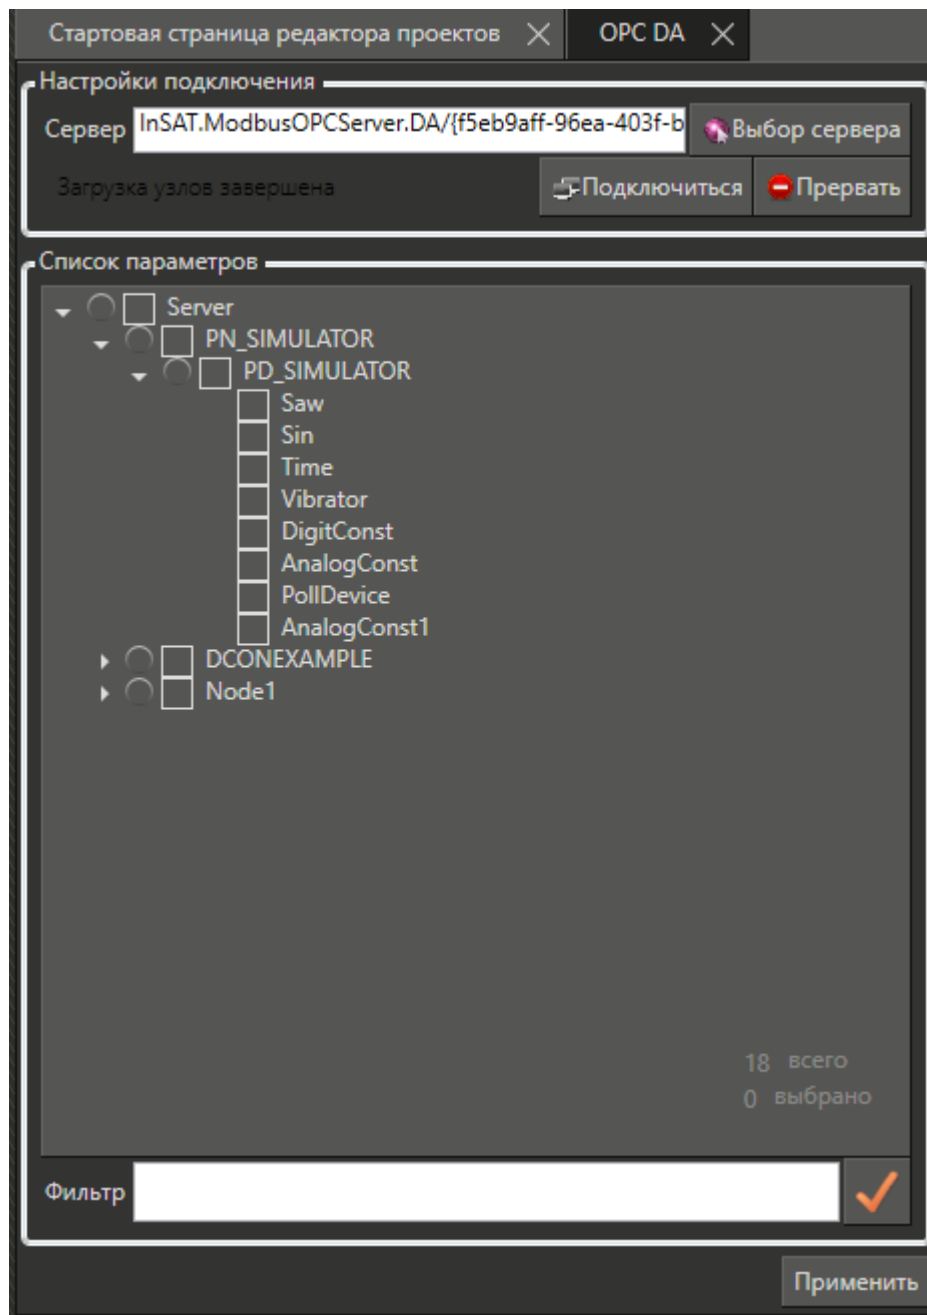 Стартовая страница редактора проектов OPC DA
Настройки подключения
Сервер InSAT.ModbusOPCServer.DA/{f5eb9aff-96ea-403f-b Выбор сервера
Загрузка узлов завершена Подключиться Прервать
Список параметров
Server
PN_SIMULATOR
PD_SIMULATOR
Saw
Sin
Time
Vibrator
DigitConst
AnalogConst
PollDevice
AnalogConst1
DCONEXAMPLE
Node1
18 всего
0 выбрано
Фильтр
Применить